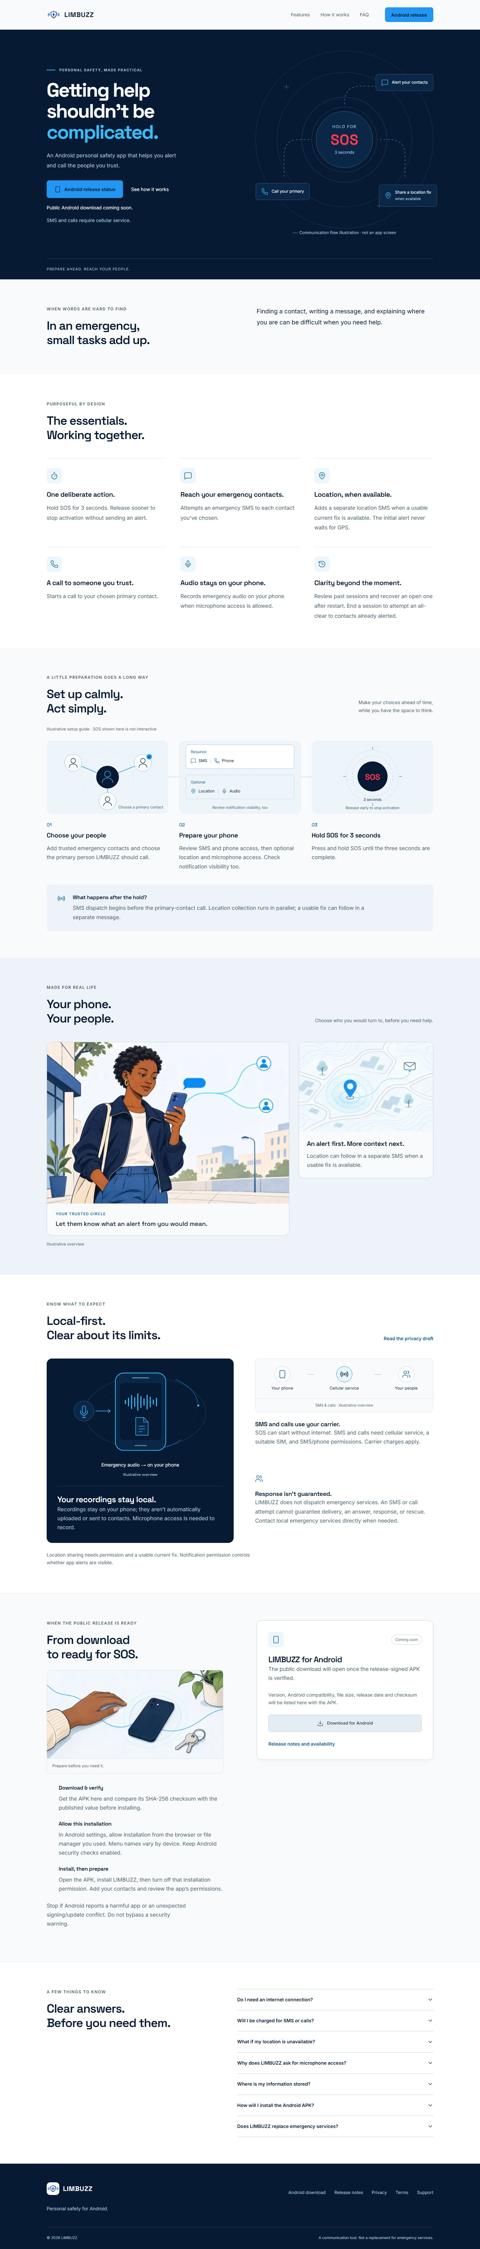 LIMBUZZ
Features How it works FAQ Android release
PERSONAL SAFETY, MADE PRACTICAL
Getting help
shouldn't be
complicated.
An Android personal safety app that helps you alert
and call the people you trust.
Android release status See how it works
Public Android download coming soon.
SMS and calls require cellular service.
Alert your contacts
HOLD FOR
SOS
3 seconds
Call your primary
Share a location fix
when available
Communication flow illustration · not an app screen
PREPARE AHEAD. REACH YOUR PEOPLE.
WHEN WORDS ARE HARD TO FIND
In an emergency,
small tasks add up.
Finding a contact, writing a message, and explaining where
you are can be difficult when you need help.
PURPOSEFUL BY DESIGN
The essentials.
Working together.
One deliberate action.
Hold SOS for 3 seconds. Release sooner to
stop activation without sending an alert.
Reach your emergency contacts.
Attempts an emergency SMS to each contact
you've chosen.
Location, when available.
Adds a separate location SMS when a usable
current fix is available. The initial alert never
waits for GPS.
A call to someone you trust.
Starts a call to your chosen primary contact.
Audio stays on your phone.
Records emergency audio on your phone
when microphone access is allowed.
Clarity beyond the moment.
Review past sessions and recover an open one
after restart. End a session to attempt an all-
clear to contacts already alerted.
A LITTLE PREPARATION GOES A LONG WAY
Set up calmly.
Act simply.
Make your choices ahead of time,
while you have the space to think.
Illustrative setup guide · SOS shown here is not interactive
Choose a primary contact
Required
SMS Phone
Optional
Location Audio
Review notification visibility, too
SOS
3 seconds
Release early to stop activation
01
Choose your people
Add trusted emergency contacts and choose
the primary person LIMBUZZ should call.
02
Prepare your phone
Review SMS and phone access, then optional
location and microphone access. Check
notification visibility too.
03
Hold SOS for 3 seconds
Press and hold SOS until the three seconds are
complete.
What happens after the hold?
SMS dispatch begins before the primary-contact call. Location collection runs in parallel; a usable fix can follow in a
separate message.
MADE FOR REAL LIFE
Your phone.
Your people.
Choose who you would turn to, before you need help.
YOUR TRUSTED CIRCLE
Let them know what an alert from you would mean.
An alert first. More context next.
Location can follow in a separate SMS when a
usable fix is available.
Illustrative overview
KNOW WHAT TO EXPECT
Local-first.
Clear about its limits.
Read the privacy draft
Emergency audio → on your phone
Illustrative overview
Your recordings stay local.
Recordings stay on your phone; they aren't automatically
uploaded or sent to contacts. Microphone access is needed to
record.
Your phone Cellular service Your people
SMS & calls · Illustrative overview
SMS and calls use your carrier.
SOS can start without internet. SMS and calls need cellular service, a
suitable SIM, and SMS/phone permissions. Carrier charges apply.
Response isn't guaranteed.
LIMBUZZ does not dispatch emergency services. An SMS or call
attempt cannot guarantee delivery, an answer, response, or rescue.
Contact local emergency services directly when needed.
Location sharing needs permission and a usable current fix. Notification permission controls
whether app alerts are visible.
WHEN THE PUBLIC RELEASE IS READY
From download
to ready for SOS.
Prepare before you need it.
Download & verify
Get the APK here and compare its SHA-256 checksum with the
published value before installing.
Allow this installation
In Android settings, allow installation from the browser or file
manager you used. Menu names vary by device. Keep Android
security checks enabled.
Install, then prepare
Open the APK, install LIMBUZZ, then turn off that installation
permission. Add your contacts and review the app's permissions.
Stop if Android reports a harmful app or an unexpected
signing/update conflict. Do not bypass a security
warning.
Coming soon
LIMBUZZ for Android
The public download will open once the release-signed APK
is verified.
Version, Android compatibility, file size, release date and checksum
will be listed here with the APK.
Download for Android
Release notes and availability
A FEW THINGS TO KNOW
Clear answers.
Before you need them.
Do I need an internet connection?
Will I be charged for SMS or calls?
What if my location is unavailable?
Why does LIMBUZZ ask for microphone access?
Where is my information stored?
How will I install the Android APK?
Does LIMBUZZ replace emergency services?
LIMBUZZ
Personal safety for Android.
Android download Release notes Privacy Terms Support
© 2026 LIMBUZZ
A communication tool. Not a replacement for emergency services.